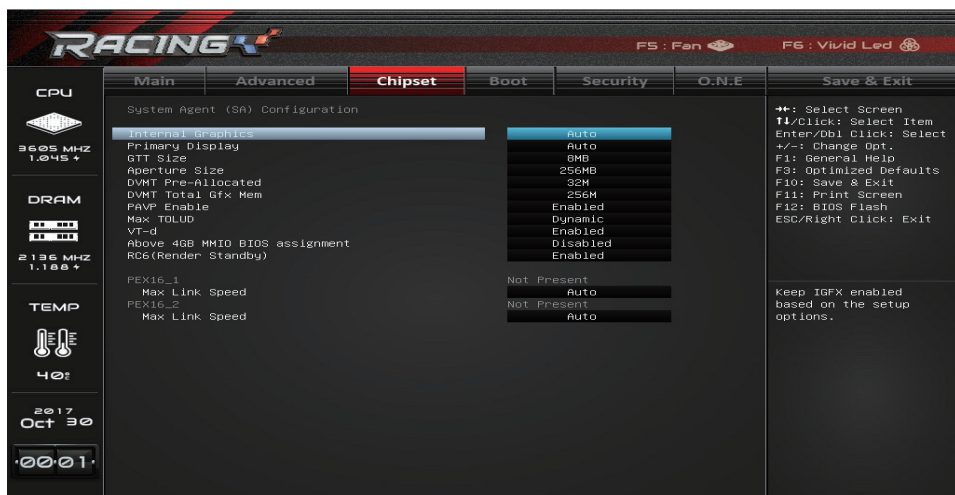 RACING
F5 : Fan
F6 : Vivid Led
Main Advanced Chipset Boot Security O.N.E Save & Exit
CPU
3605 MHZ
1.045 v
DRAM
2136 MHZ
1.188 v
TEMP
40°C
2017
Oct 30
00:01
System Agent (SA) Configuration
Internal Graphics Auto
Primary Display Auto
GTT Size 8MB
Aperture Size 256MB
DVMT Pre-Allocated 32M
DVMT Total Gfx Mem 256M
PAVP Enable Enabled
Max TOLUD Dynamic
VT-d Enabled
Above 4GB MMIO BIOS assignment Disabled
RC6(Render Standby) Enabled
PEX16_1 Not Present
Max Link Speed Auto
PEX16_2 Not Present
Max Link Speed Auto
→←: Select Screen
↑↓/Click: Select Item
Enter/Dbl Click: Select
+/-: Change Opt.
F1: General Help
F3: Optimized Defaults
F10: Save & Exit
F11: Print Screen
F12: BIOS Flash
ESC/Right Click: Exit
Keep IGFX enabled
based on the setup
options.